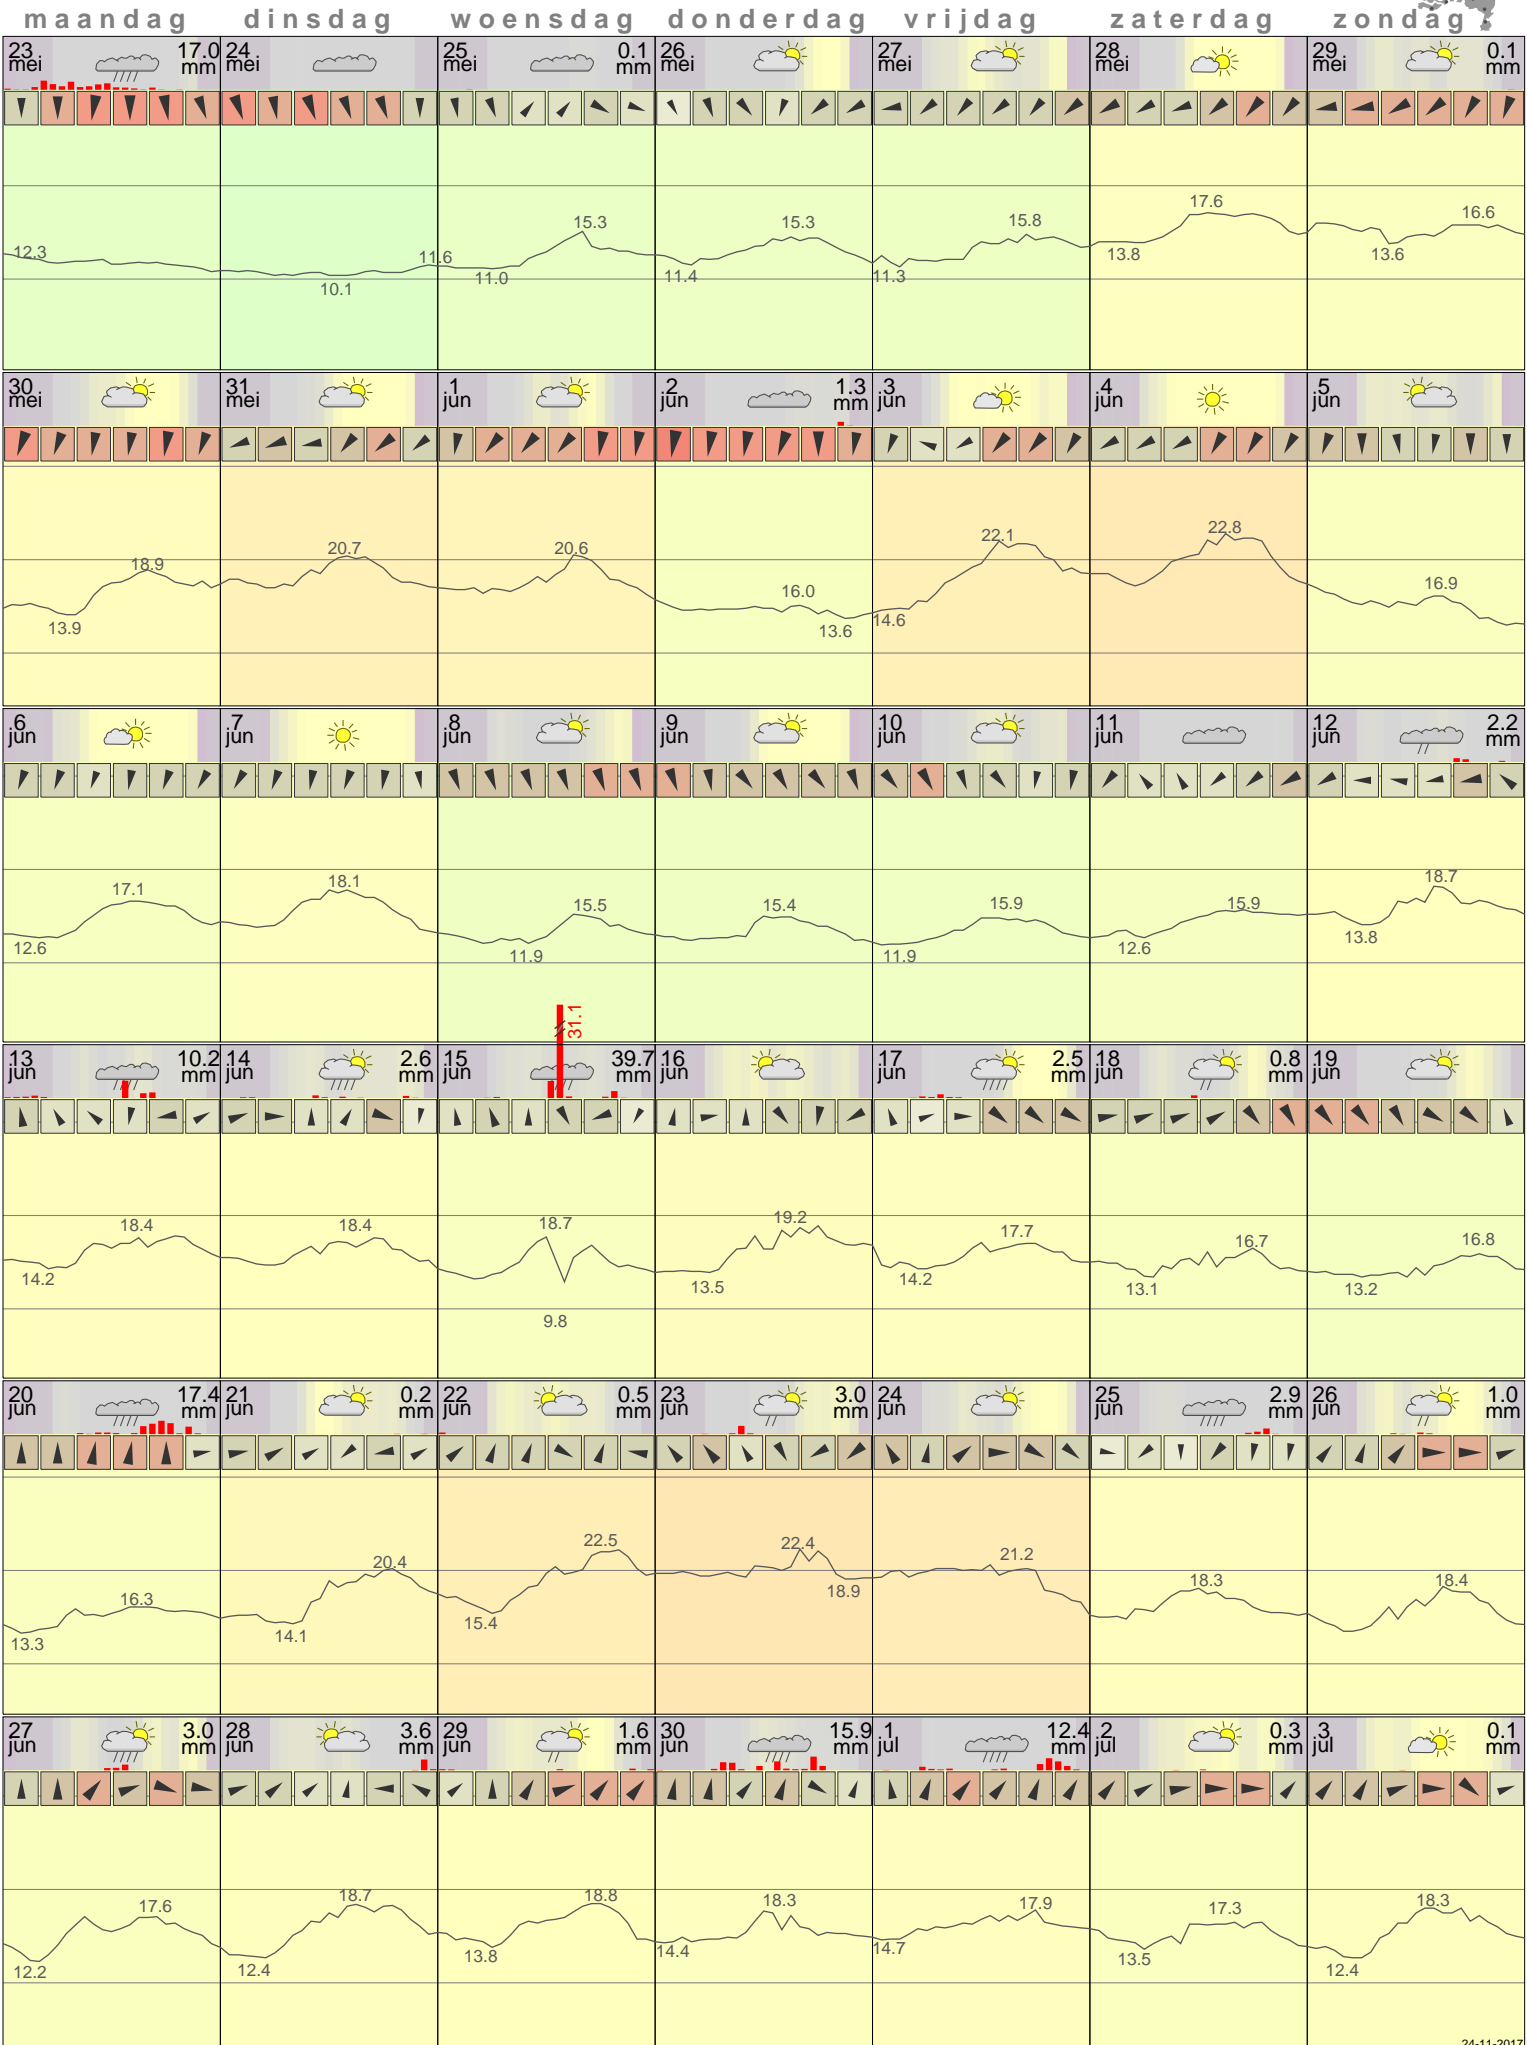 maandag dinsdag woensdag donderdag vrijdag zaterdag zondag
23 mei 17.0 mm 24 mei 25 mei 0.1 mm 26 mei 27 mei 28 mei 29 mei 0.1 mm
12.3 10.1 11.6 11.0 15.3 11.4 15.3 11.3 15.8 13.8 17.6 13.6 16.6
30 mei 31 mei .1 jun .2 jun 1.3 mm .3 jun .4 jun .5 jun
13.9 18.9 20.7 20.6 16.0 13.6 14.6 22.1 22.8 16.9
.6 jun .7 jun .8 jun .9 jun 10 jun 11 jun 12 jun 2.2 mm
12.6 17.1 18.1 11.9 15.5 15.4 11.9 15.9 12.6 15.9 13.8 18.7
31.1
13 jun 10.2 mm 14 jun 2.6 mm 15 jun 39.7 mm 16 jun 17 jun 2.5 mm 18 jun 0.8 mm 19 jun
14.2 18.4 18.4 18.7 9.8 13.5 19.2 14.2 17.7 13.1 16.7 13.2 16.8
20 jun 17.4 mm 21 jun 0.2 mm 22 jun 0.5 mm 23 jun 3.0 mm 24 jun 25 jun 2.9 mm 26 jun 1.0 mm
13.3 16.3 14.1 20.4 15.4 22.5 22.4 18.9 21.2 18.3 18.4
27 jun 3.0 mm 28 jun 3.6 mm 29 jun 1.6 mm 30 jun 15.9 mm .1 jul 12.4 mm .2 jul 0.3 mm .3 jul 0.1 mm
12.2 17.6 12.4 18.7 13.8 18.8 14.4 18.3 14.7 17.9 13.5 17.3 12.4 18.3
24-11-2017